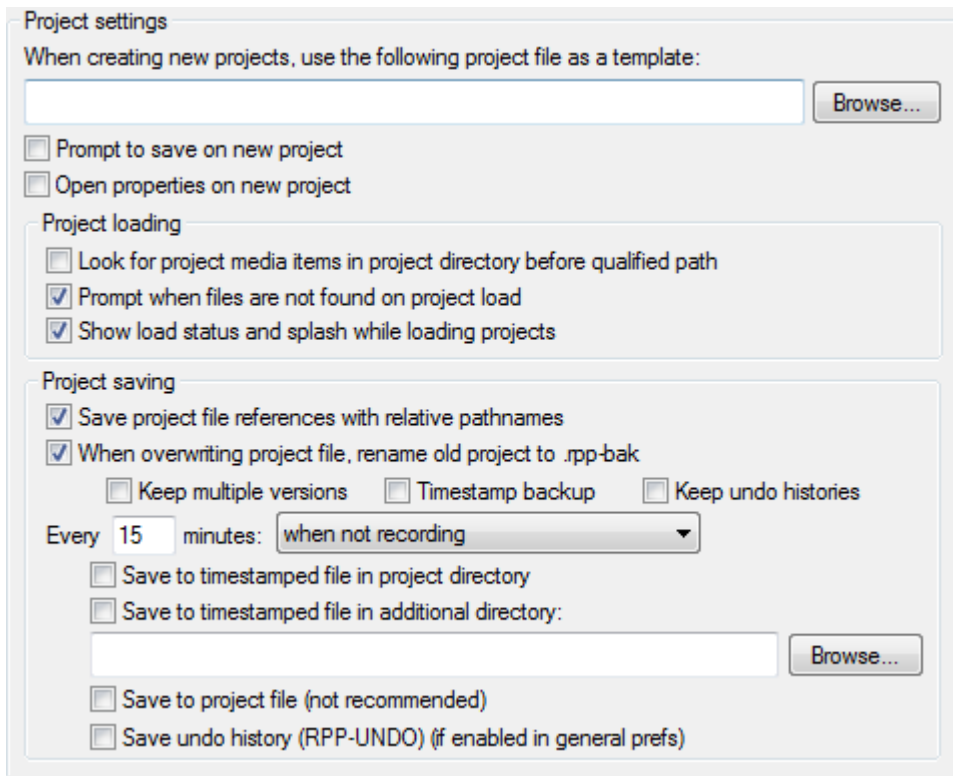 Project settings
When creating new projects, use the following project file as a template:
Browse...
Prompt to save on new project
Open properties on new project
Project loading
Look for project media items in project directory before qualified path
Prompt when files are not found on project load
Show load status and splash while loading projects
Project saving
Save project file references with relative pathnames
When overwriting project file, rename old project to .rpp-bak
Keep multiple versions Timestamp backup Keep undo histories
Every 15 minutes: when not recording
Save to timestamped file in project directory
Save to timestamped file in additional directory:
Browse...
Save to project file (not recommended)
Save undo history (RPP-UNDO) (if enabled in general prefs)